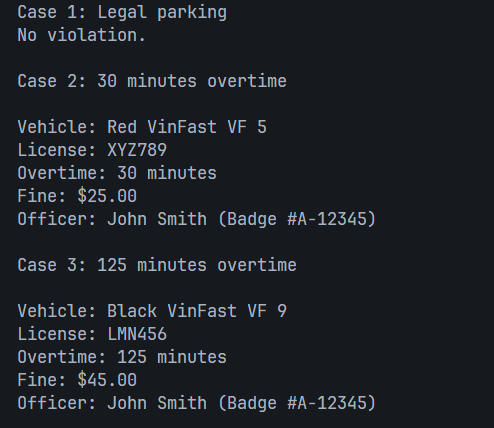 Case 1: Legal parking
No violation.
Case 2: 30 minutes overtime
Vehicle: Red VinFast VF 5
License: XYZ789
Overtime: 30 minutes
Fine: $25.00
Officer: John Smith (Badge #A-12345)
Case 3: 125 minutes overtime
Vehicle: Black VinFast VF 9
License: LMN456
Overtime: 125 minutes
Fine: $45.00
Officer: John Smith (Badge #A-12345)